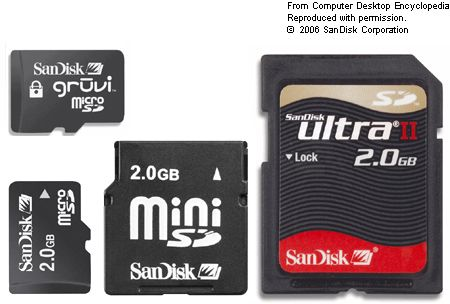 From Computer Desktop Encyclopedia
Reproduced with permission.
© 2006 SanDisk Corporation
SanDisk
grüvi
micro
SD
2.0GB
micro
SD
SanDisk
2.0GB
mini
SD
SanDisk
SD
SanDisk
ultra® II
Lock
2.0GB
SanDisk